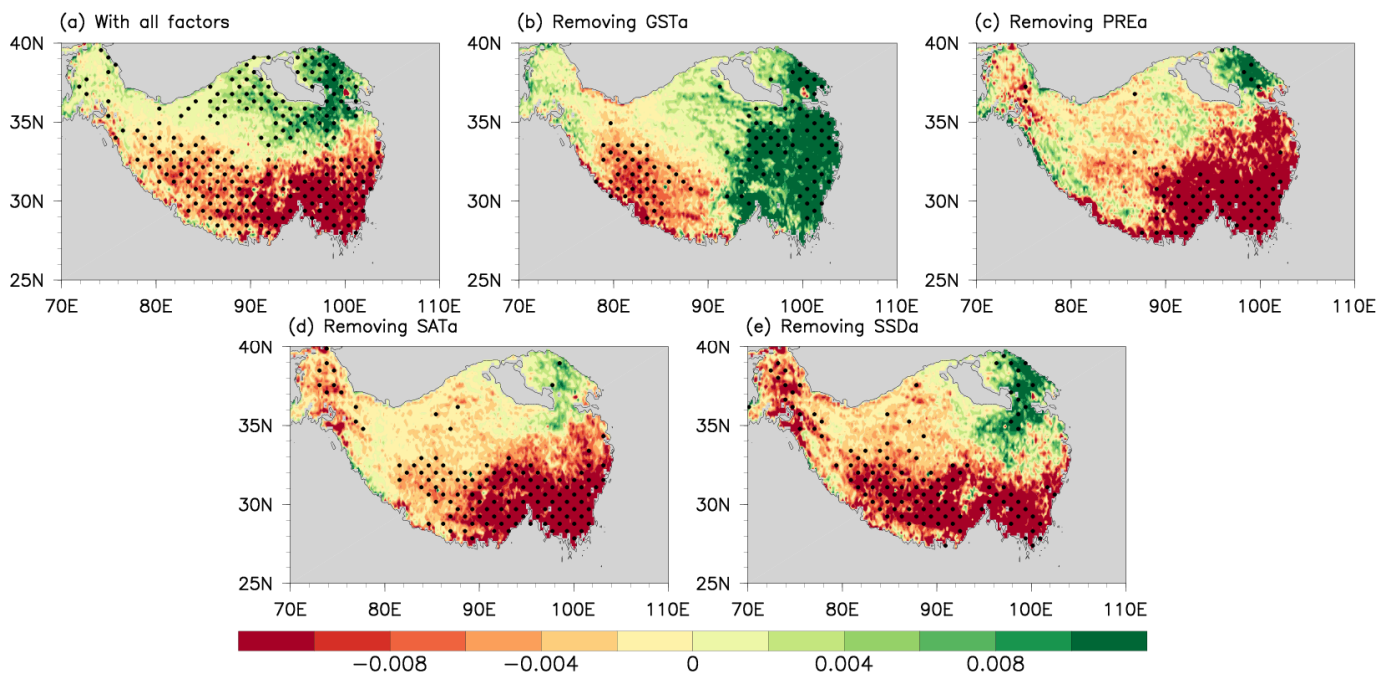 (a) With all factors
(b) Removing GSTa
(c) Removing PREa
40N
35N
30N
25N
70E 80E 90E 100E 110E
40N
35N
30N
25N
70E 80E 91E 100E 110E
40N
35N
30N
25N
70E 80E 90E 100E 110E
(d) Removing SATa
(e) Removing SSDa
40N
35N
30N
25N
70E 80E 90E 100E 110E
40N
35N
30N
25N
70E 80E 90E 100E 110E
−0.008 −0.004 0 0.004 0.008